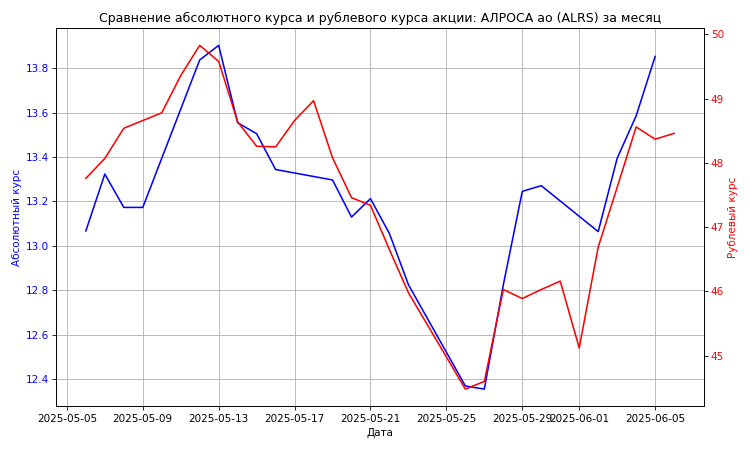 Сравнение абсолютного курса и рублевого курса акции: АЛРОСА ао (ALRS) за месяц
Абсолютный курс
13.8
13.6
13.4
13.2
13.0
12.8
12.6
12.4
50
49
48
47
46
45
Рублевый курс
2025-05-05 2025-05-09 2025-05-13 2025-05-17 2025-05-21 2025-05-25 2025-05-29 2025-06-01 2025-06-05
Дата